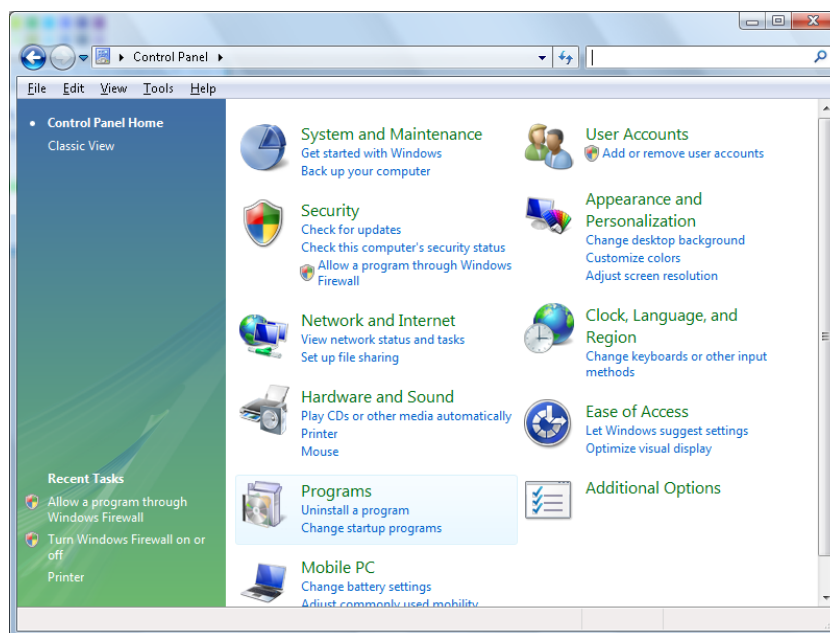 Control Panel
File Edit View Tools Help
Control Panel Home
Classic View
System and Maintenance
Get started with Windows
Back up your computer
Security
Check for updates
Check this computer's security status
Allow a program through Windows
Firewall
Network and Internet
View network status and tasks
Set up file sharing
Hardware and Sound
Play CDs or other media automatically
Printer
Mouse
Programs
Uninstall a program
Change startup programs
Mobile PC
Change battery settings
Adjust commonly used mobility
User Accounts
Add or remove user accounts
Appearance and
Personalization
Change desktop background
Customize colors
Adjust screen resolution
Clock, Language, and
Region
Change keyboards or other input
methods
Ease of Access
Let Windows suggest settings
Optimize visual display
Additional Options
Recent Tasks
Allow a program through
Windows Firewall
Turn Windows Firewall on or
off
Printer